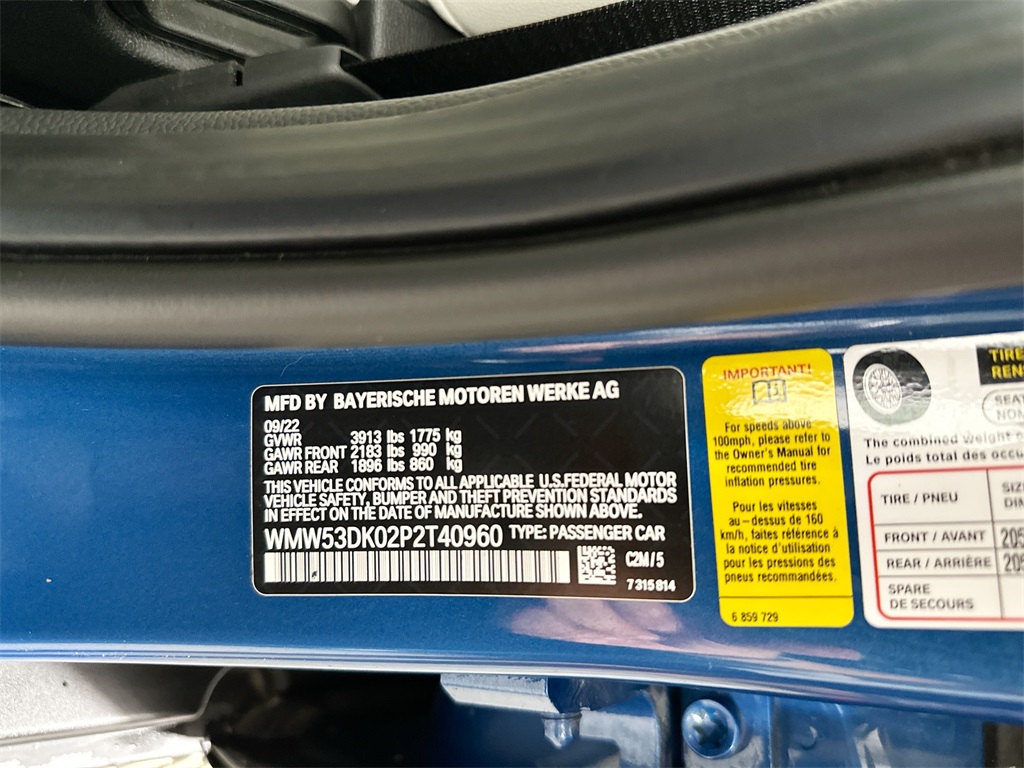 MFD BY BAYERISCHE MOTOREN WERKE AG
09/22
GVWR 3913 lbs 1775 kg
GAWR FRONT 2183 lbs 990 kg
GAWR REAR 1896 lbs 860 kg
THIS VEHICLE CONFORMS TO ALL APPLICABLE U.S.FEDERAL MOTOR
VEHICLE SAFETY, BUMPER AND THEFT PREVENTION STANDARDS
IN EFFECT ON THE DATE OF MANUFACTURE SHOWN ABOVE.
WMW53DK02P2T40960 TYPE: PASSENGER CAR
C2M/5
7315814
IMPORTANT!
For speeds above
100mph, please refer to
the Owner's Manual for
recommended tire
inflation pressures.
Pour les vitesses
au-dessus de 160
km/h, faites référence à
la notice d'utilisation
pour les pressions des
pneus recommandées.
6 859 729
TIRE
The combined weight
Le poids total des
TIRE / PNEU
FRONT / AVANT 205
REAR / ARRIÈRE 205
SPARE
DE SECOURS